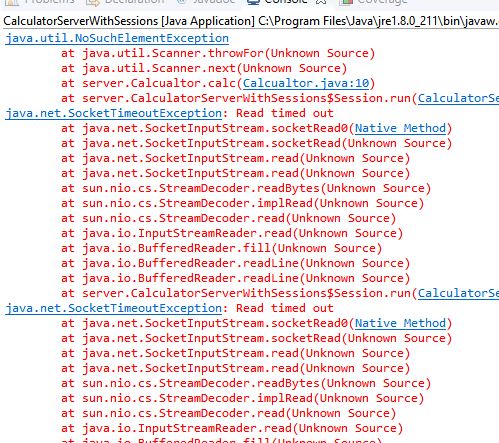 Problems Declaration Javadoc Console Coverage
CalculatorServerWithSessions [Java Application] C:\Program Files\Java\jre1.8.0_211\bin\javaw.
java.util.NoSuchElementException
at java.util.Scanner.throwFor(Unknown Source)
at java.util.Scanner.next(Unknown Source)
at server.Calcualtor.calc(Calcualtor.java:10)
at server.CalculatorServerWithSessions$Session.run(CalculatorSe
java.net.SocketTimeoutException: Read timed out
at java.net.SocketInputStream.socketRead0(Native Method)
at java.net.SocketInputStream.socketRead(Unknown Source)
at java.net.SocketInputStream.read(Unknown Source)
at java.net.SocketInputStream.read(Unknown Source)
at sun.nio.cs.StreamDecoder.readBytes(Unknown Source)
at sun.nio.cs.StreamDecoder.implRead(Unknown Source)
at sun.nio.cs.StreamDecoder.read(Unknown Source)
at java.io.InputStreamReader.read(Unknown Source)
at java.io.BufferedReader.fill(Unknown Source)
at java.io.BufferedReader.readLine(Unknown Source)
at java.io.BufferedReader.readLine(Unknown Source)
at server.CalculatorServerWithSessions$Session.run(CalculatorSe
java.net.SocketTimeoutException: Read timed out
at java.net.SocketInputStream.socketRead0(Native Method)
at java.net.SocketInputStream.socketRead(Unknown Source)
at java.net.SocketInputStream.read(Unknown Source)
at java.net.SocketInputStream.read(Unknown Source)
at sun.nio.cs.StreamDecoder.readBytes(Unknown Source)
at sun.nio.cs.StreamDecoder.implRead(Unknown Source)
at sun.nio.cs.StreamDecoder.read(Unknown Source)
at java.io.InputStreamReader.read(Unknown Source)
at java.io.BufferedReader.fill(Unknown Source)